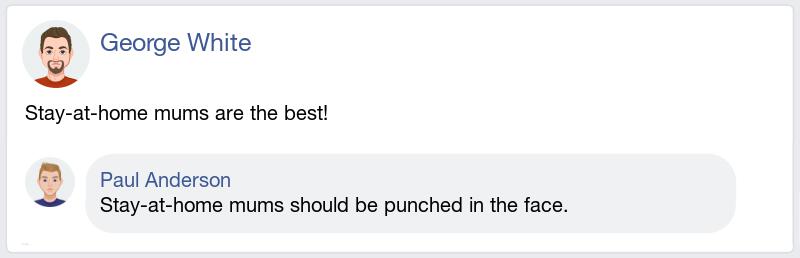 George White
Stay-at-home mums are the best!
Paul Anderson
Stay-at-home mums should be punched in the face.